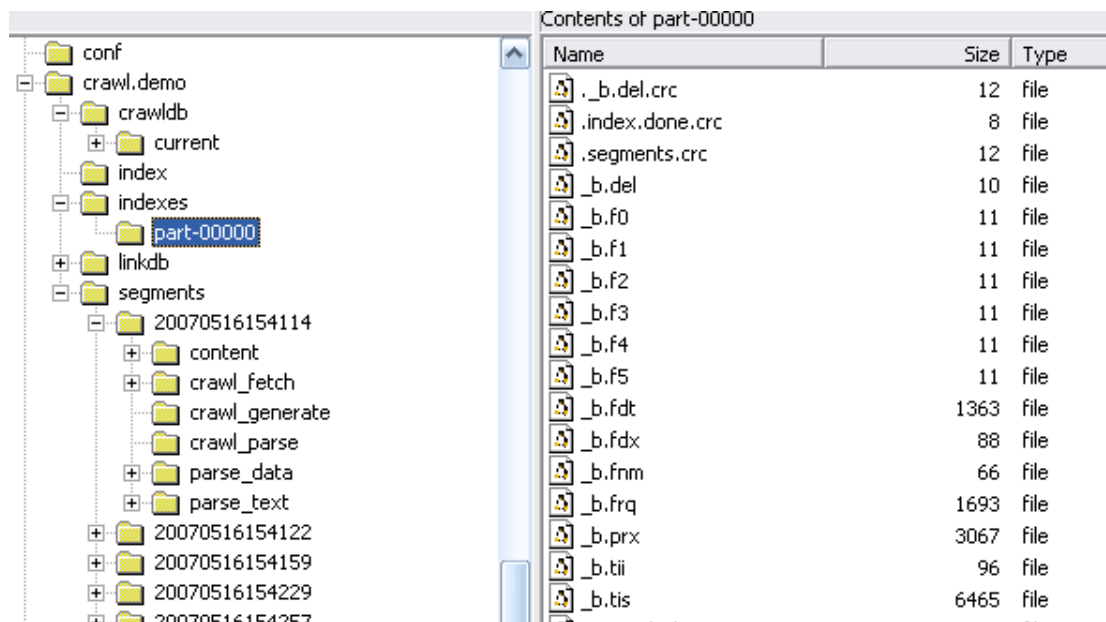 Contents of part-00000
conf
crawl.demo
crawldb
current
index
indexes
part-00000
linkdb
segments
20070516154114
content
crawl_fetch
crawl_generate
crawl_parse
parse_data
parse_text
20070516154122
20070516154159
20070516154229
20070516154257
Name Size Type
._b.del.crc 12 file
.index.done.crc 8 file
.segments.crc 12 file
_b.del 10 file
_b.f0 11 file
_b.f1 11 file
_b.f2 11 file
_b.f3 11 file
_b.f4 11 file
_b.f5 11 file
_b.fdt 1363 file
_b.fdx 88 file
_b.fnm 66 file
_b.frq 1693 file
_b.prx 3067 file
_b.tii 96 file
_b.tis 6465 file